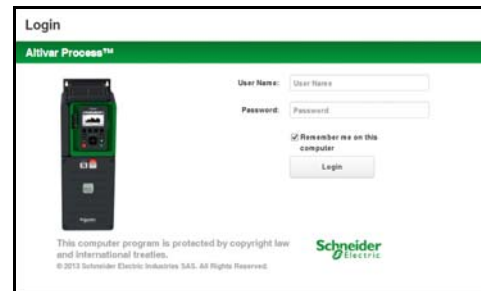 Login
Altivar Process™
User Name:
User Name
Password:
Password
Remember me on this
computer
Login
This computer program is protected by copyright law
and International treaties.
© 2013 Schneider Electric Industries SAS. All Rights Reserved.
Schneider
Electric